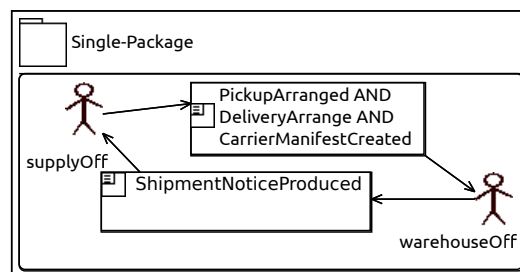 Single-Package
PickupArranged AND
DeliveryArrange AND
CarrierManifestCreated
supplyOff
ShipmentNoticeProduced
warehouseOff